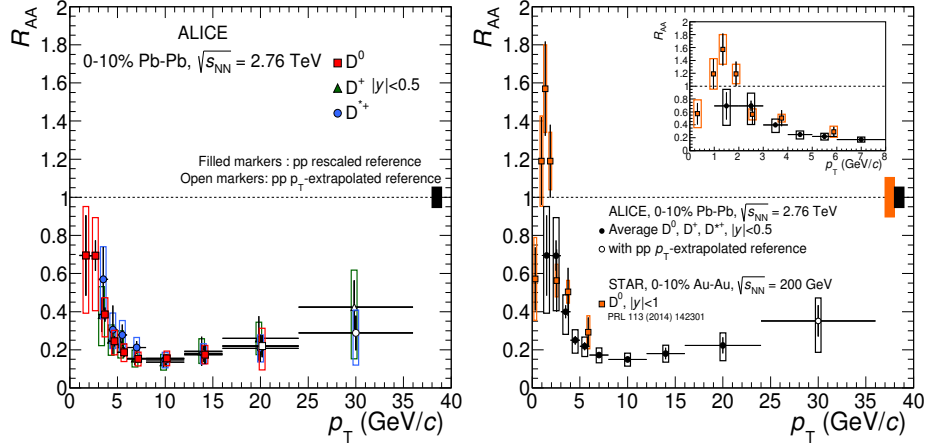 R_AA
2
1.8
1.6
1.4
1.2
1
0.8
0.6
0.4
0.2
0
ALICE
0-10% Pb-Pb, √s_NN = 2.76 TeV
D⁰
D⁺ |y|<0.5
D*⁺
Filled markers : pp rescaled reference
Open markers: pp p_T-extrapolated reference
0 5 10 15 20 25 30 35 40
p_T (GeV/c)
R_AA
2
1.8
1.6
1.4
1.2
1
0.8
0.6
0.4
0.2
0
R_AA
2
1.8
1.6
1.4
1.2
1
0.8
0.6
0.4
0.2
0
0 1 2 3 4 5 6 7 8
p_T (GeV/c)
ALICE, 0-10% Pb-Pb, √s_NN = 2.76 TeV
Average D⁰, D⁺, D*⁺, |y|<0.5
with pp p_T-extrapolated reference
STAR, 0-10% Au-Au, √s_NN = 200 GeV
D⁰, |y|<1
PRL 113 (2014) 142301
0 5 10 15 20 25 30 35 40
p_T (GeV/c)